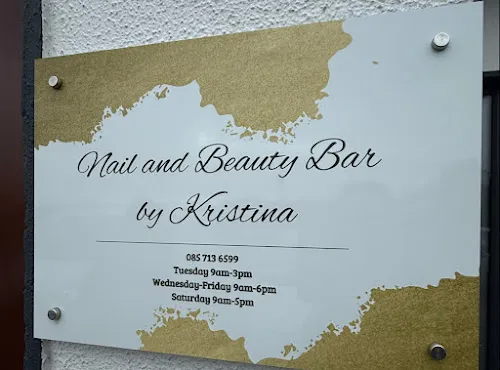 Nail and Beauty Bar
by Kristina
085 713 6599
Tuesday 9am-3pm
Wednesday-Friday 9am-6pm
Saturday 9am-5pm